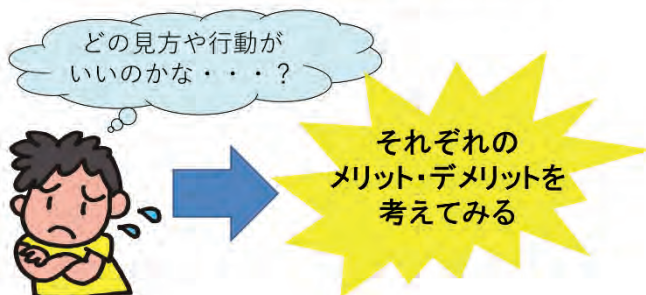 どの見方や行動が
いいのかな・・・？
それぞれの
メリット・デメリットを
考えてみる